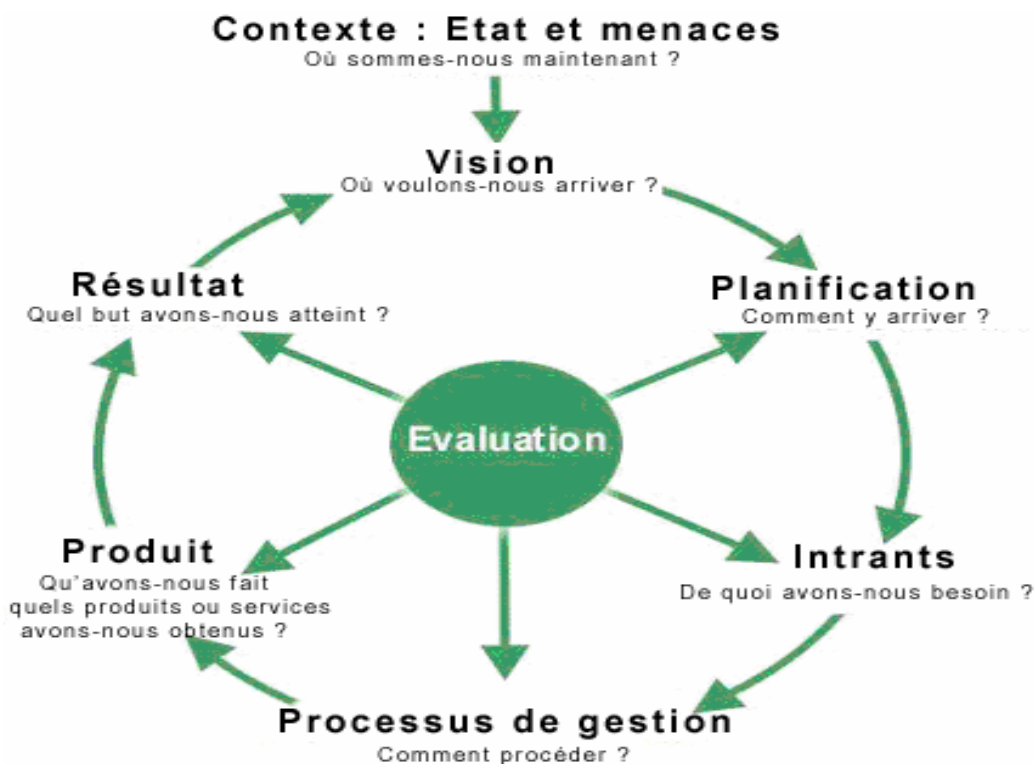 Contexte : Etat et menaces
Où sommes-nous maintenant ?
Vision
Où voulons-nous arriver ?
Résultat
Quel but avons-nous atteint ?
Planification
Comment y arriver ?
Evaluation
Produit
Qu'avons-nous fait
quels produits ou services
avons-nous obtenus ?
Intrants
De quoi avons-nous besoin ?
Processus de gestion
Comment procéder ?